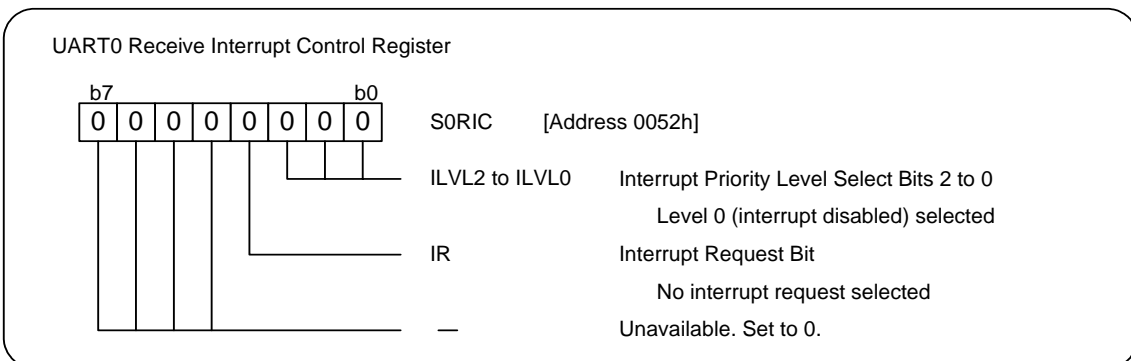 UART0 Receive Interrupt Control Register
b7 b0
0 0 0 0 0 0 0 0 S0RIC [Address 0052h]
ILVL2 to ILVL0 Interrupt Priority Level Select Bits 2 to 0
Level 0 (interrupt disabled) selected
IR Interrupt Request Bit
No interrupt request selected
— Unavailable. Set to 0.